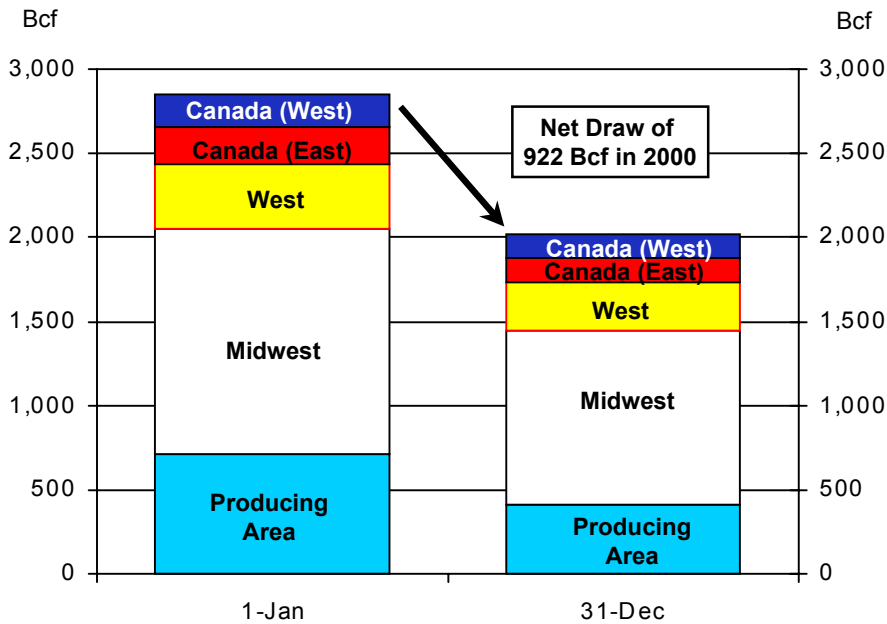 Bcf
Bcf
3,000
2,500
2,000
1,500
1,000
500
0
Canada (West)
Canada (East)
West
Midwest
Producing
Area
Net Draw of
922 Bcf in 2000
Canada (West)
Canada (East)
West
Midwest
Producing
Area
3,000
2,500
2,000
1,500
1,000
500
0
1-Jan
31-Dec